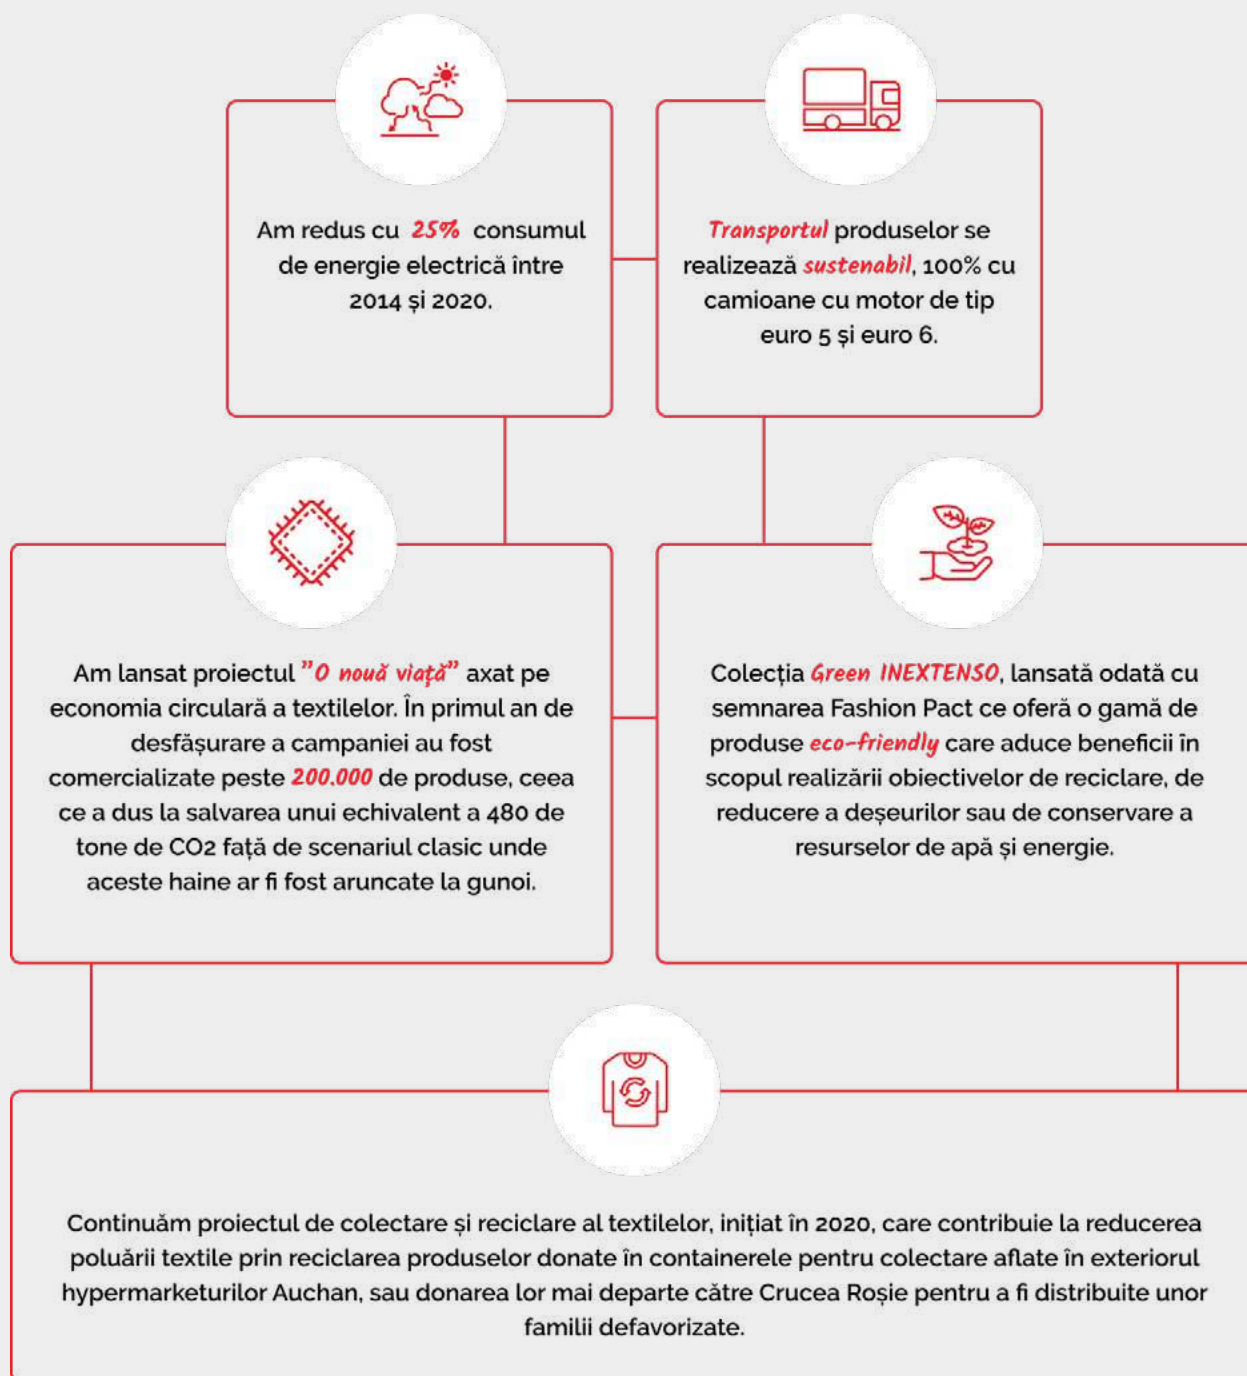 Am redus cu 25% consumul
de energie electrică între
2014 și 2020.
Transportul produselor se
realizează sustenabil, 100% cu
camioane cu motor de tip
euro 5 și euro 6.
Am lansat proiectul "O nouă viață" axat pe
economia circulară a textilelor. În primul an de
desfășurare a campaniei au fost
comercializate peste 200.000 de produse, ceea
ce a dus la salvarea unui echivalent a 480 de
tone de CO2 față de scenariul clasic unde
aceste haine ar fi fost aruncate la gunoi.
Colecția Green INEXTENSO, lansată odată cu
semnarea Fashion Pact ce oferă o gamă de
produse eco-friendly care aduce beneficii în
scopul realizării obiectivelor de reciclare, de
reducere a deșeurilor sau de conservare a
resurselor de apă și energie.
Continuăm proiectul de colectare și reciclare al textilelor, inițiat în 2020, care contribuie la reducerea
poluării textile prin reciclarea produselor donate în containerele pentru colectare aflate în exteriorul
hypermarketurilor Auchan, sau donarea lor mai departe către Crucea Roșie pentru a fi distribuite unor
familii defavorizate.